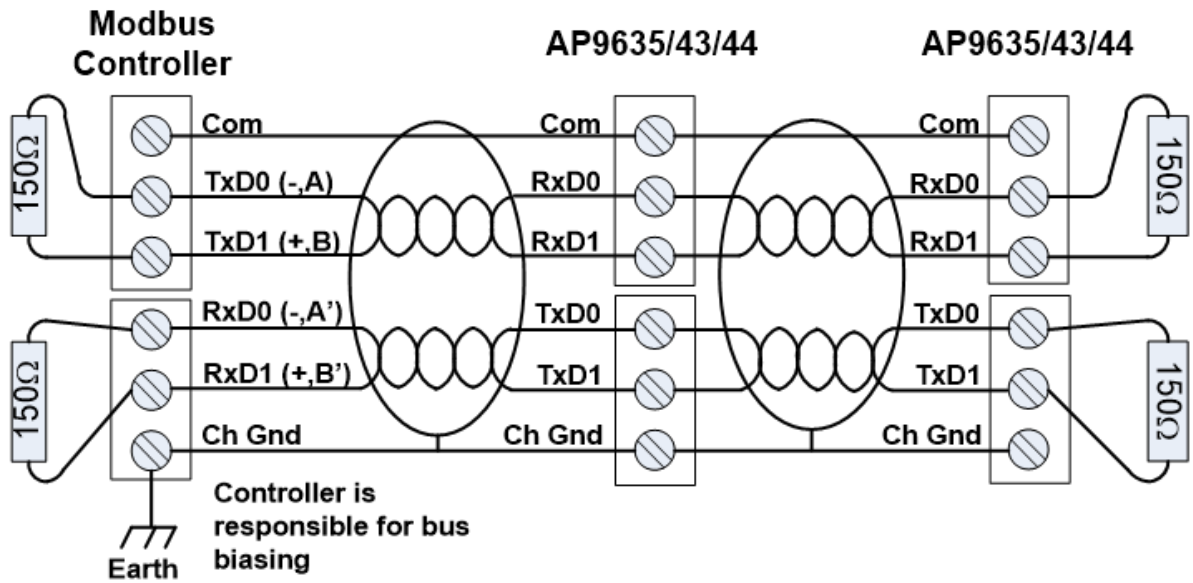 Modbus
Controller
AP9635/43/44
AP9635/43/44
150Ω
Com
Com
Com
150Ω
TxD0 (-,A)
RxD0
RxD0
TxD1 (+,B)
RxD1
RxD1
150Ω
RxD0 (-,A’)
TxD0
TxD0
150Ω
RxD1 (+,B’)
TxD1
TxD1
Ch Gnd
Ch Gnd
Ch Gnd
Controller is
responsible for bus
biasing
Earth